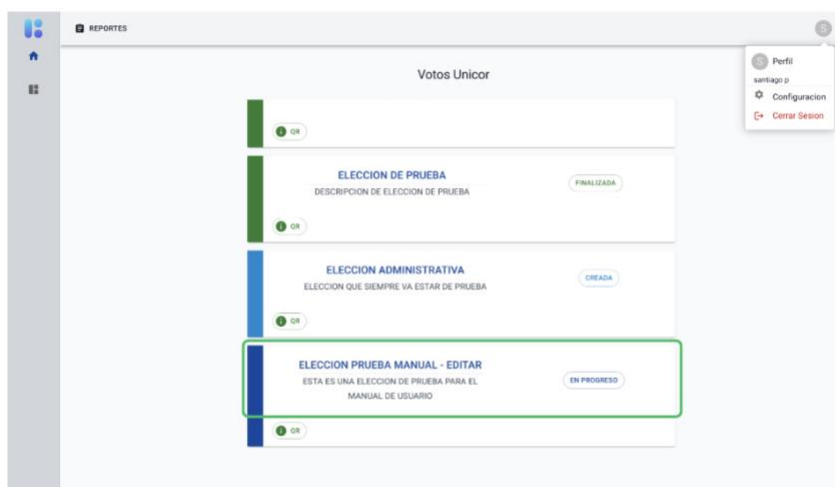 REPORTES
S
S Perfil
santiago p
Configuracion
Cerrar Sesion
Votos Unicor
QR
ELECCION DE PRUEBA
DESCRIPCION DE ELECCION DE PRUEBA
FINALIZADA
QR
ELECCION ADMINISTRATIVA
ELECCION QUE SIEMPRE VA ESTAR DE PRUEBA
CREADA
QR
ELECCION PRUEBA MANUAL - EDITAR
ESTA ES UNA ELECCION DE PRUEBA PARA EL
MANUAL DE USUARIO
EN PROGRESO
QR